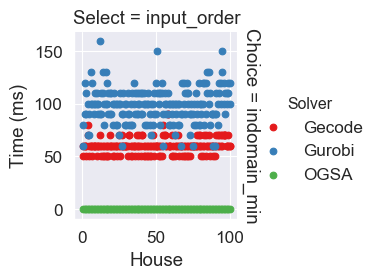 Select = input_order
150
100
50
0
Time (ms)
0
50
100
House
Choice = indomain_min
Solver
Gecode
Gurobi
OGSA